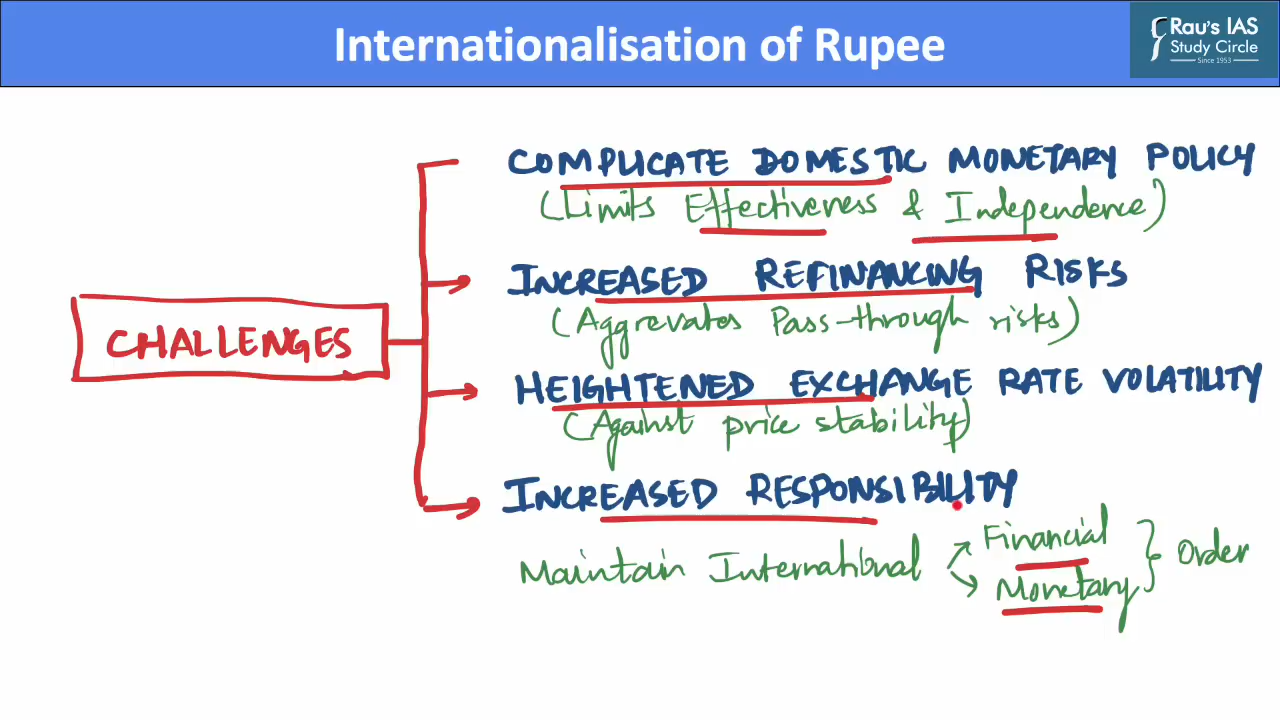 Internationalisation of Rupee
Rau's IAS
Study Circle
Since 1953
CHALLENGES
COMPLICATE DOMESTIC MONETARY POLICY
(Limits Effectiveness & Independence)
INCREASED REFINANCING RISKS
(Aggrevates Pass-through risks)
HEIGHTENED EXCHANGE RATE VOLATILITY
(Against price stability)
INCREASED RESPONSIBILITY
Maintain International
Financial
Monetary
Order